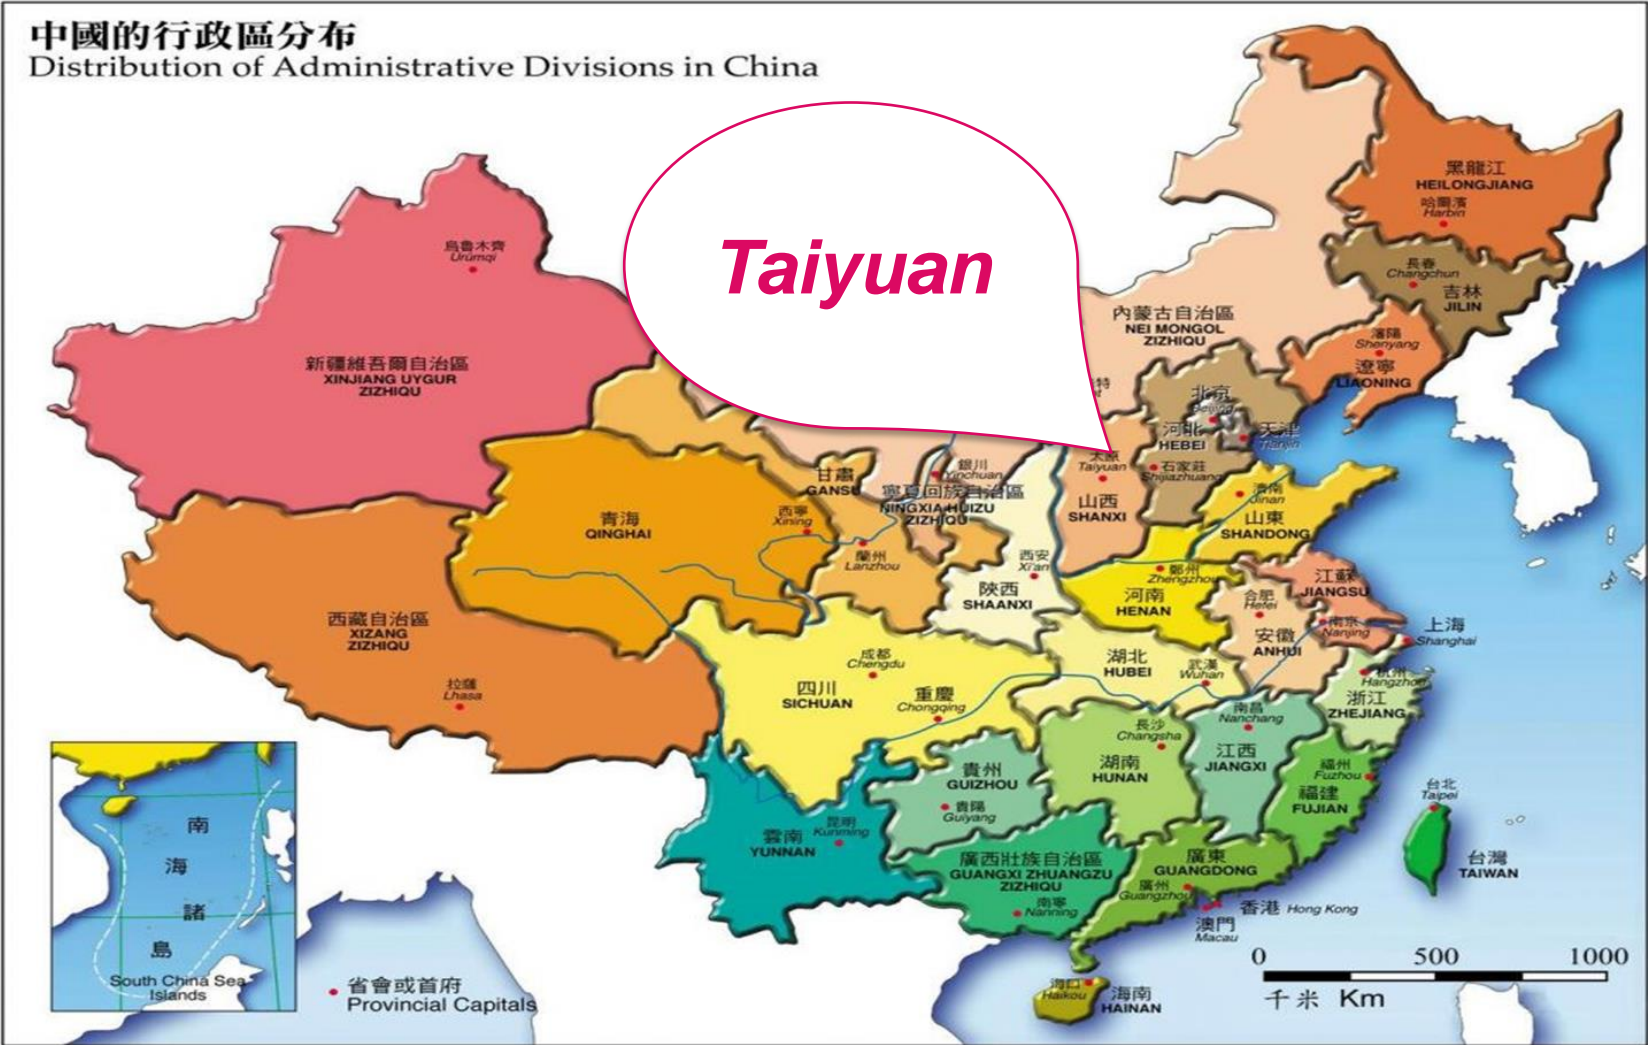 中國的行政區分布
Distribution of Administrative Divisions in China
Taiyuan
黑龍江
HEILONGJIANG
哈爾濱
Harbin
長春
Changchun
吉林
JILIN
瀋陽
Shenyang
遼寧
LIAONING
內蒙古自治區
NEI MONGOL
ZIZHIQU
特
烏魯木齊
Ürümqi
新疆維吾爾自治區
XINJIANG UYGUR
ZIZHIQU
北京
Beijing
天津
Tianjin
河北
HEBEI
石家莊
Shijiazhuang
太原
Taiyuan
山西
SHANXI
濟南
Jinan
山東
SHANDONG
甘肅
GANSU
銀川
Yinchuan
寧夏回族自治區
NINGXIA HUIZU
ZIZHIQU
青海
QINGHAI
西寧
Xining
蘭州
Lanzhou
西安
Xi'an
陝西
SHAANXI
鄭州
Zhengzhou
河南
HENAN
合肥
Hefei
安徽
ANHUI
江蘇
JIANGSU
南京
Nanjing
上海
Shanghai
西藏自治區
XIZANG
ZIZHIQU
拉薩
Lhasa
成都
Chengdu
四川
SICHUAN
重慶
Chongqing
湖北
HUBEI
武漢
Wuhan
杭州
Hangzhou
浙江
ZHEJIANG
長沙
Changsha
湖南
HUNAN
南昌
Nanchang
江西
JIANGXI
貴州
GUIZHOU
貴陽
Guiyang
福州
Fuzhou
福建
FUJIAN
台北
Taipei
台灣
TAIWAN
昆明
Kunming
雲南
YUNNAN
廣西壯族自治區
GUANGXI ZHUANGZU
ZIZHIQU
南寧
Nanning
廣東
GUANGDONG
廣州
Guangzhou
香港 Hong Kong
澳門
Macau
海口
Haikou
海南
HAINAN
南
海
諸
島
South China Sea
Islands
省會或首府
Provincial Capitals
0 500 1000
千米 Km